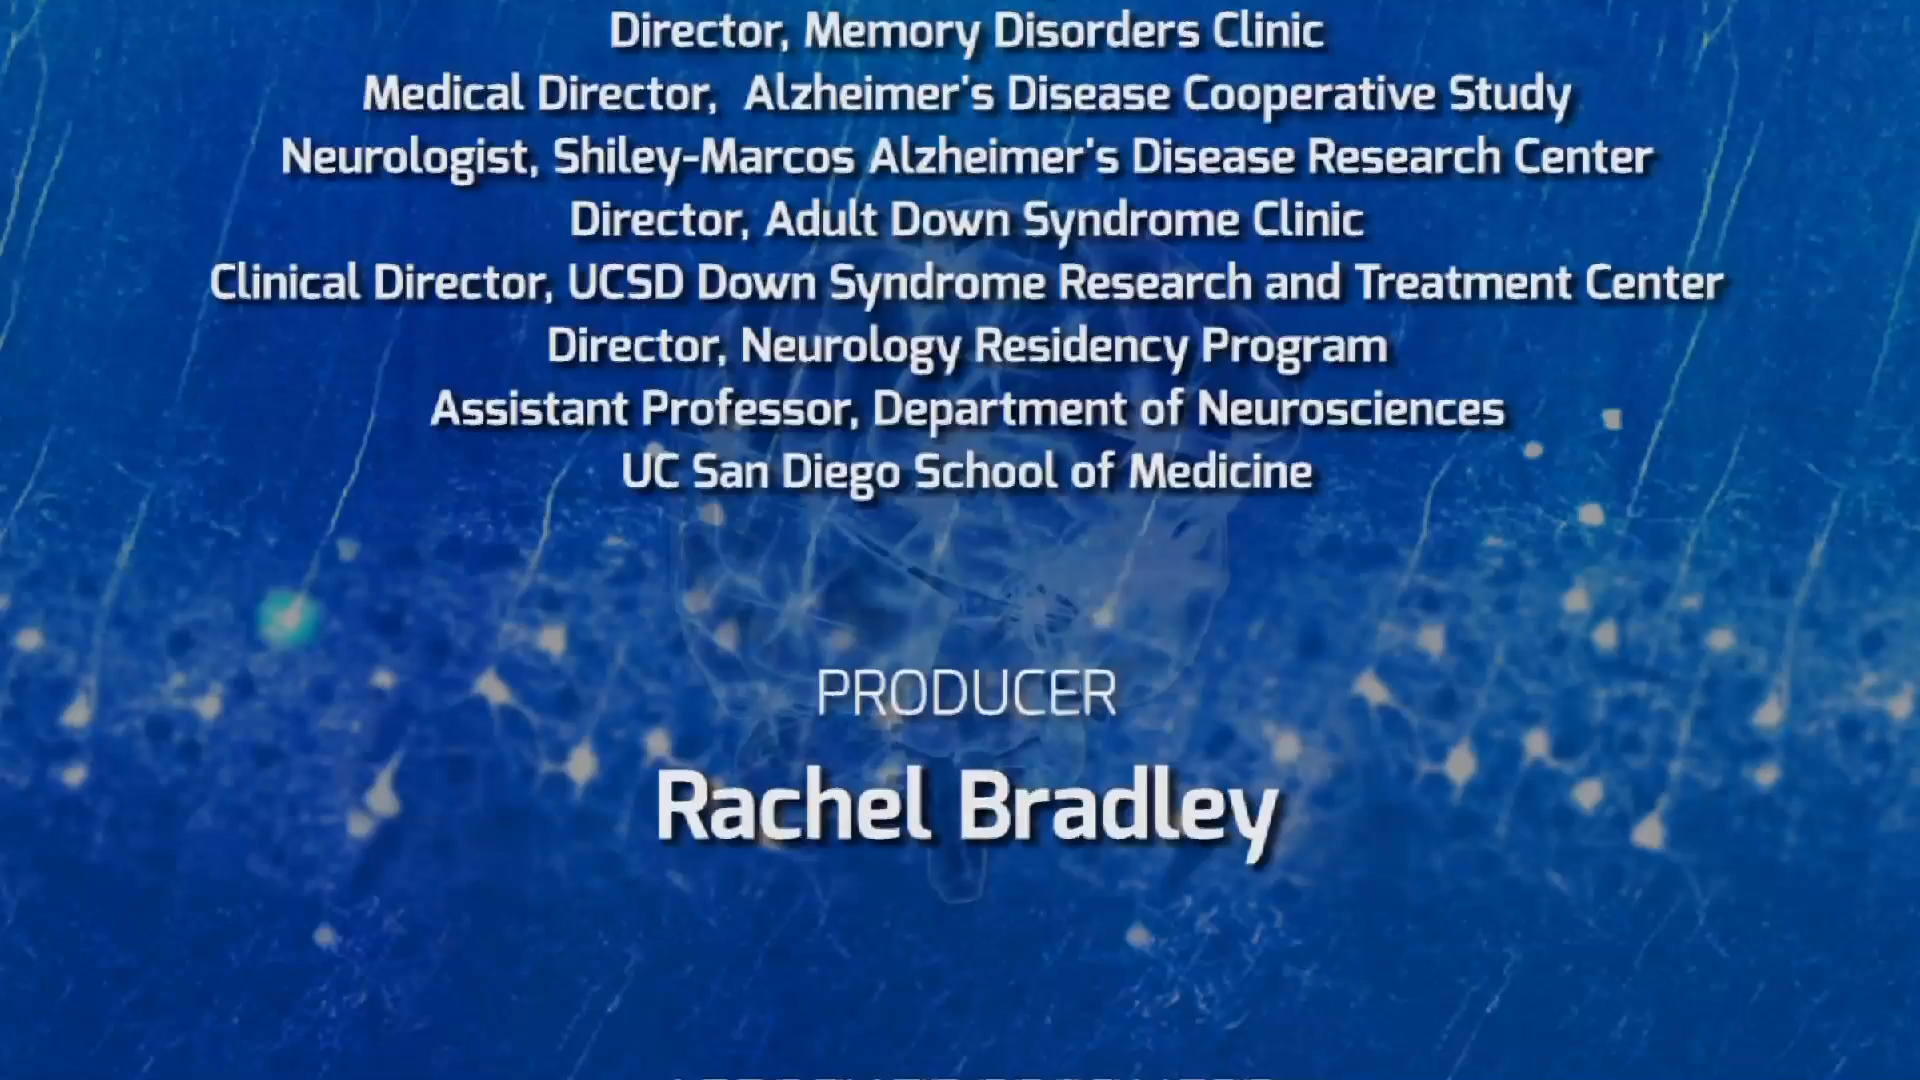 Director, Memory Disorders Clinic
Medical Director,  Alzheimer's Disease Cooperative Study
Neurologist, Shiley-Marcos Alzheimer's Disease Research Center
Director, Adult Down Syndrome Clinic
Clinical Director, UCSD Down Syndrome Research and Treatment Center
Director, Neurology Residency Program
Assistant Professor, Department of Neurosciences
UC San Diego School of Medicine
PRODUCER
Rachel Bradley